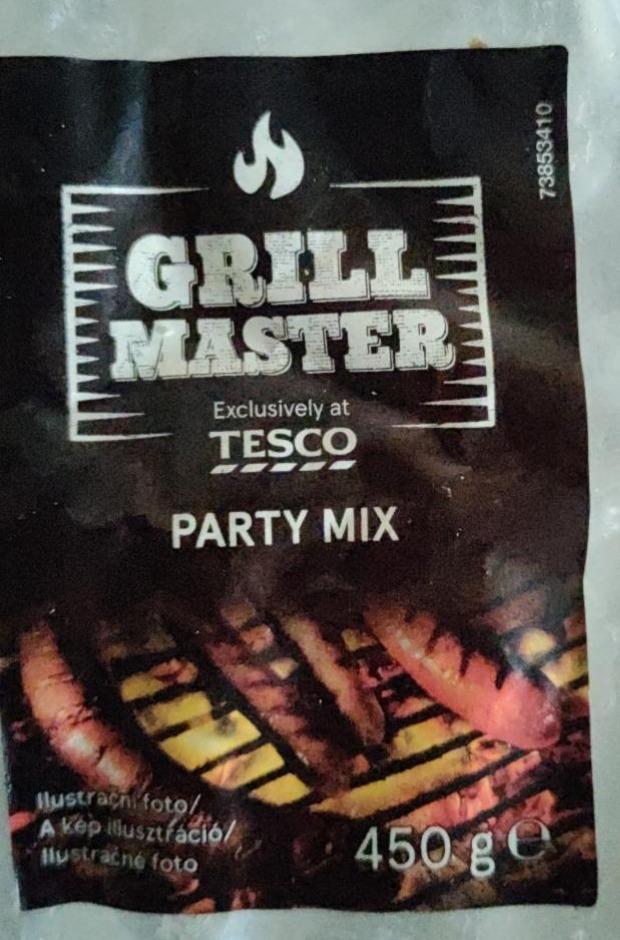 73853410
GRILL
MASTER
Exclusively at
TESCO
PARTY MIX
Ilustrační foto/
A kép illusztráció/
Ilustračné foto
450 g e